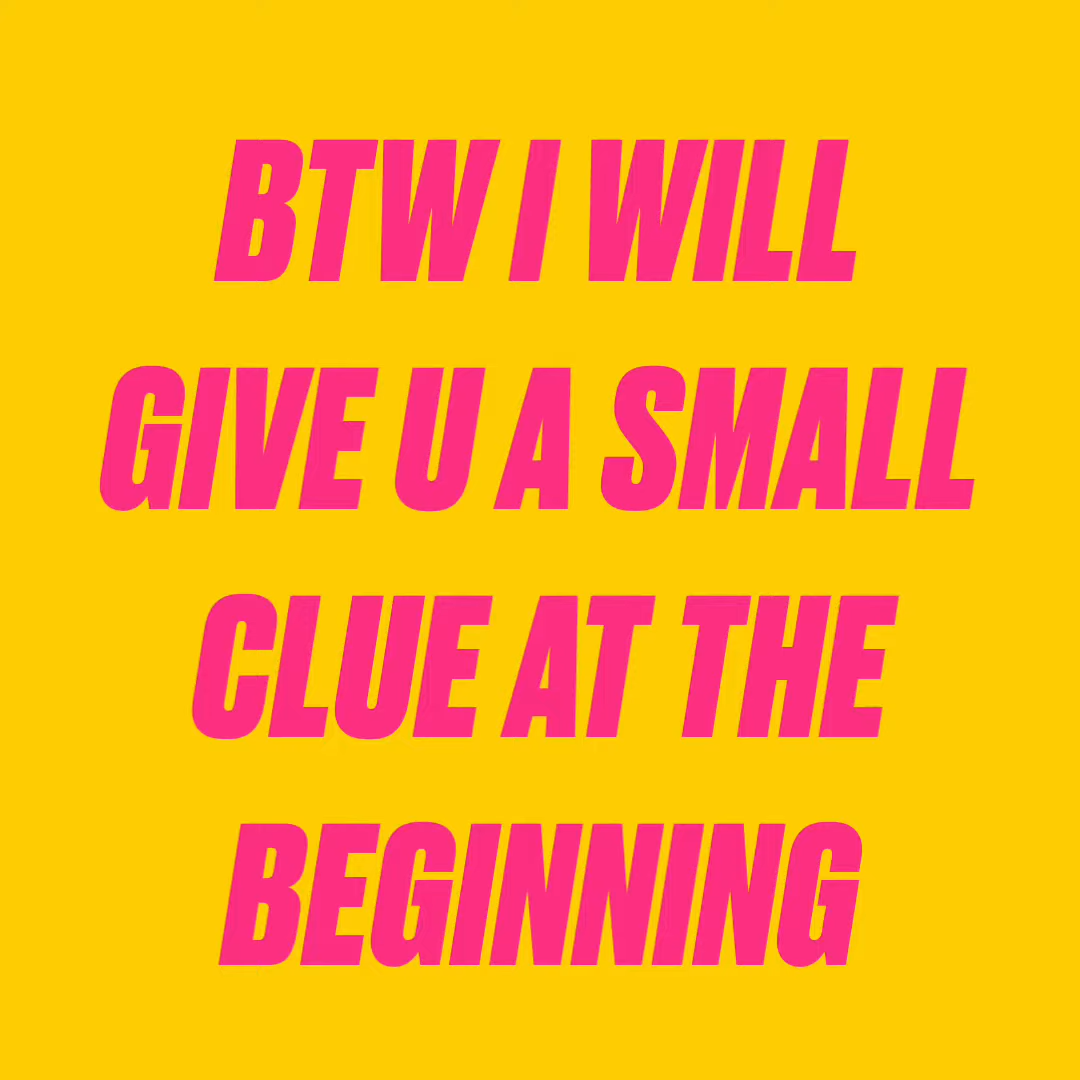 BTW I WILL
GIVE U A SMALL
CLUE AT THE
BEGINNING